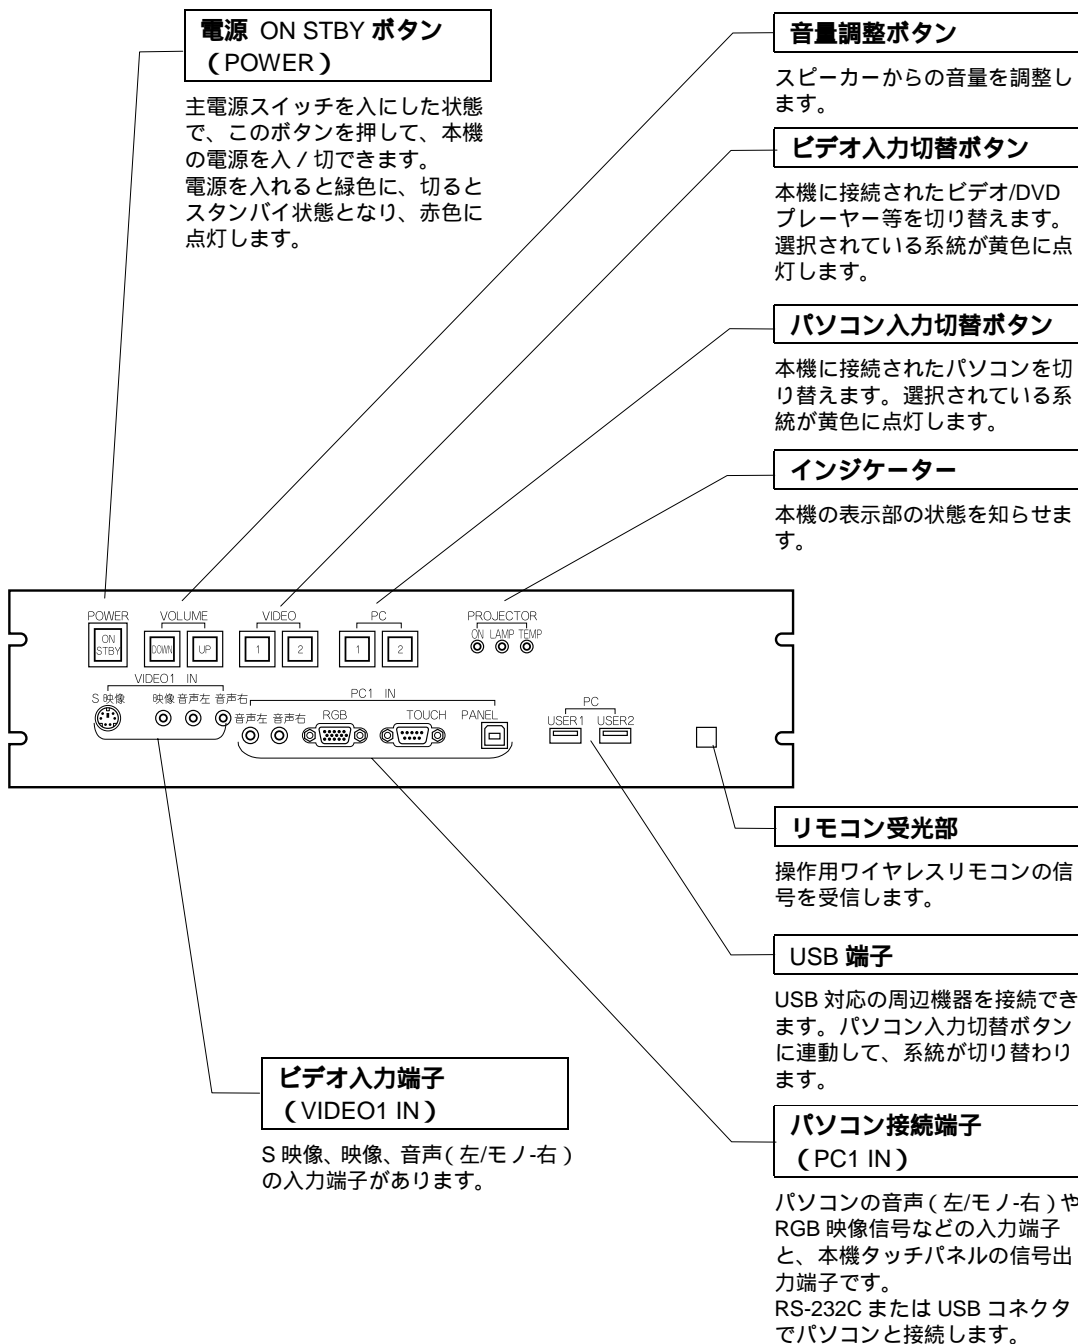 電源 ON STBY ボタン
（POWER）
主電源スイッチを入にした状態
で、このボタンを押して、本機
の電源を入 / 切できます。
電源を入れると緑色に、切ると
スタンバイ状態となり、赤色に
点灯します。
音量調整ボタン
スピーカーからの音量を調整し
ます。
ビデオ入力切替ボタン
本機に接続されたビデオ/DVD
プレーヤー等を切り替えます。
選択されている系統が黄色に点
灯します。
パソコン入力切替ボタン
本機に接続されたパソコンを切
り替えます。選択されている系
統が黄色に点灯します。
インジケーター
本機の表示部の状態を知らせま
す。
POWER VOLUME VIDEO PC PROJECTOR
ON LAMP TEMP
ON STBY DOWN UP 1 2 1 2
VIDEO1 IN
S 映像 映像 音声左 音声右
PC1 IN
音声左 音声右 RGB TOUCH PANEL
PC
USER1 USER2
リモコン受光部
操作用ワイヤレスリモコンの信
号を受信します。
USB 端子
USB 対応の周辺機器を接続でき
ます。パソコン入力切替ボタン
に連動して、系統が切り替わり
ます。
ビデオ入力端子
（VIDEO1 IN）
S 映像、映像、音声（左/モノ-右）
の入力端子があります。
パソコン接続端子
（PC1 IN）
パソコンの音声（左/モノ-右）や
RGB 映像信号などの入力端子
と、本機タッチパネルの信号出
力端子です。
RS-232C または USB コネクタ
でパソコンと接続します。